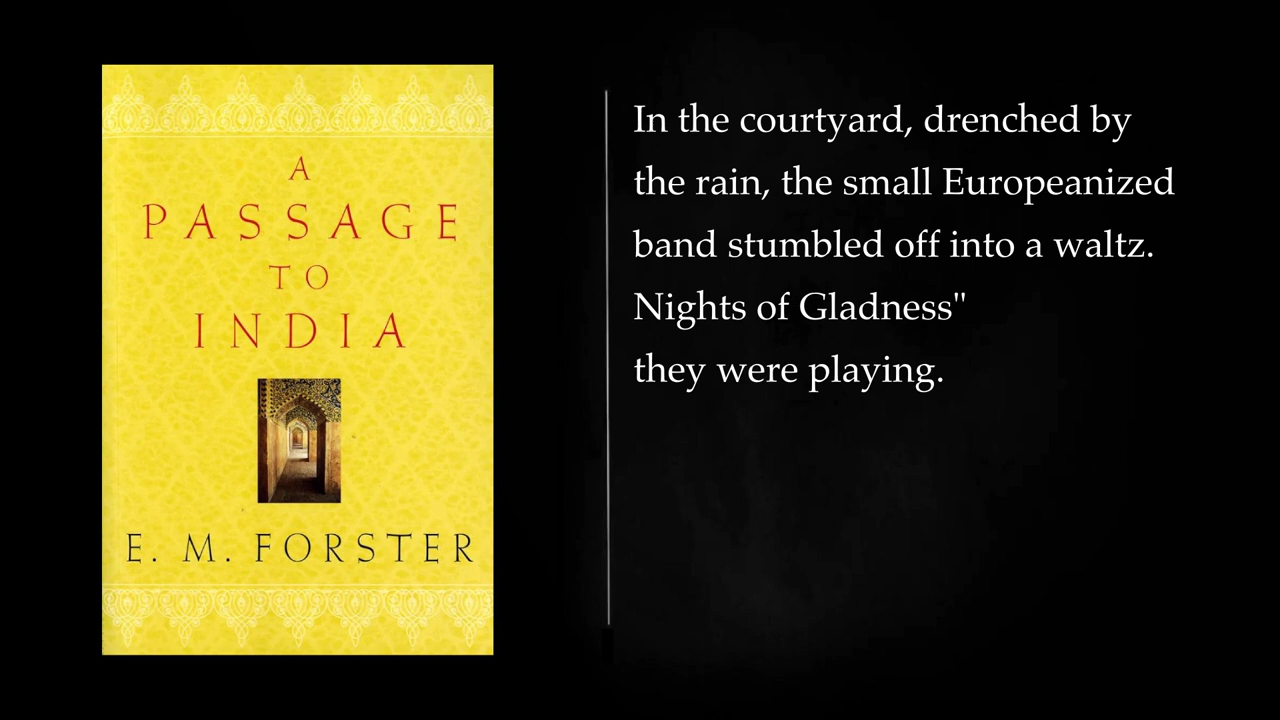 A
PASSAGE
TO
INDIA
E. M. FORSTER
In the courtyard, drenched by
the rain, the small Europeanized
band stumbled off into a waltz.
Nights of Gladness"
they were playing.